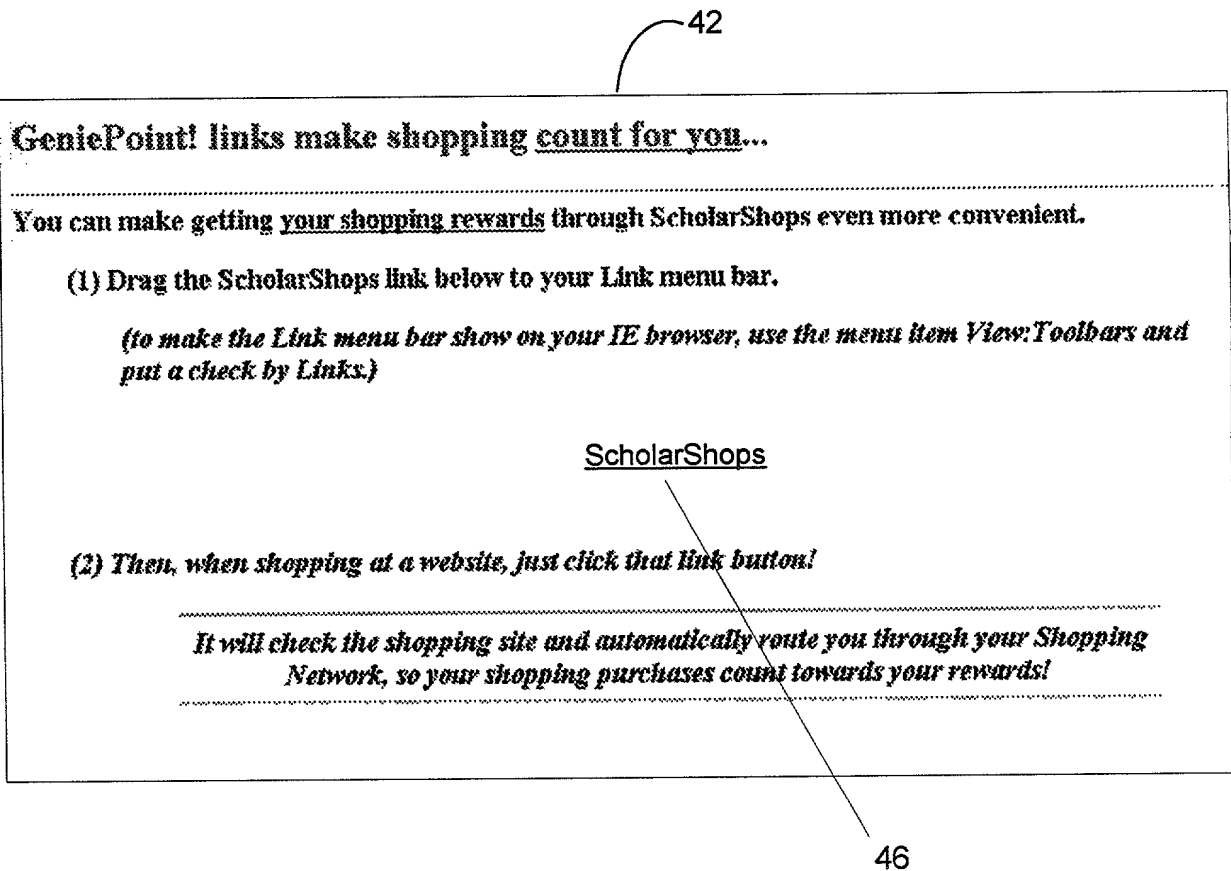 42
GeniePoint! links make shopping count for you...
You can make getting your shopping rewards through ScholarShops even more convenient.
(1) Drag the ScholarShops link below to your Link menu bar.
(to make the Link menu bar show on your IE browser, use the menu item View:Toolbars and
put a check by Links.)
ScholarShops
(2) Then, when shopping at a website, just click that link button!
It will check the shopping site and automatically route you through your Shopping
Network, so your shopping purchases count towards your rewards!
46